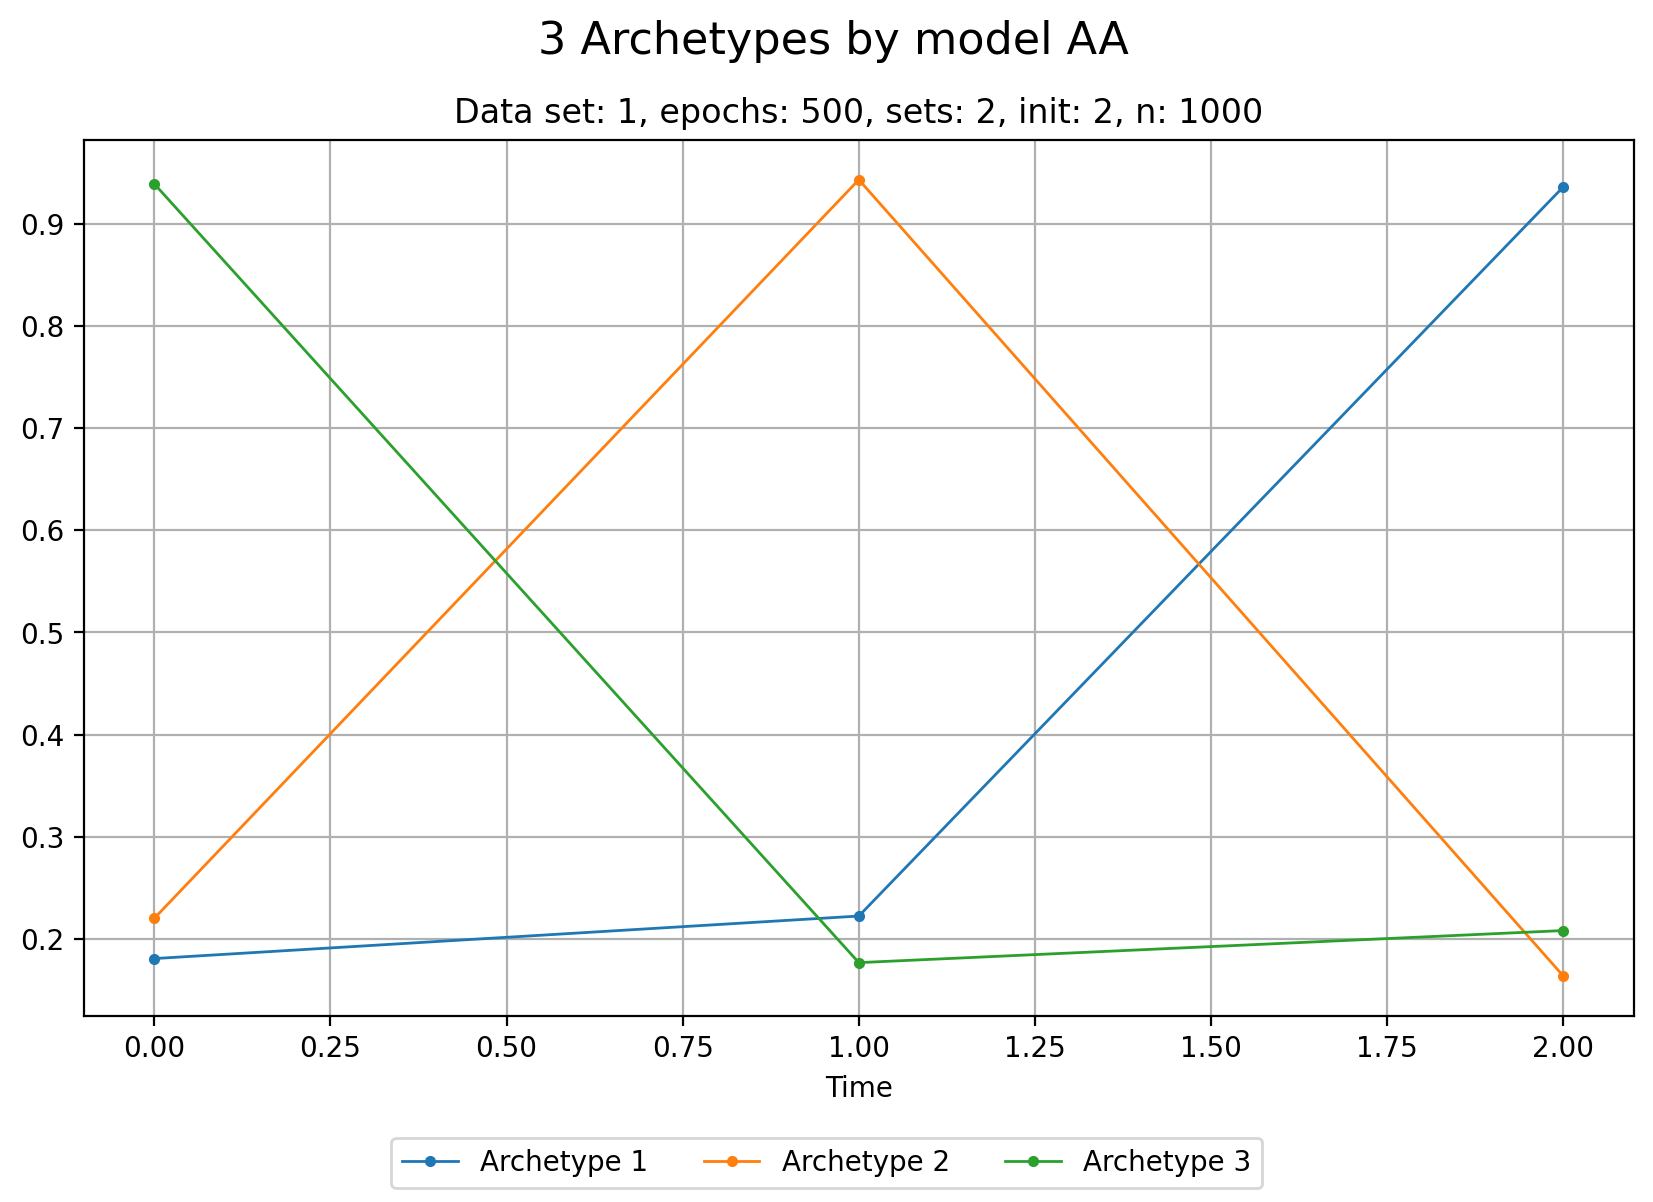 3 Archetypes by model AA
Data set: 1, epochs: 500, sets: 2, init: 2, n: 1000
0.9
0.8
0.7
0.6
0.5
0.4
0.3
0.2
0.00 0.25 0.50 0.75 1.00 1.25 1.50 1.75 2.00
Time
Archetype 1 Archetype 2 Archetype 3